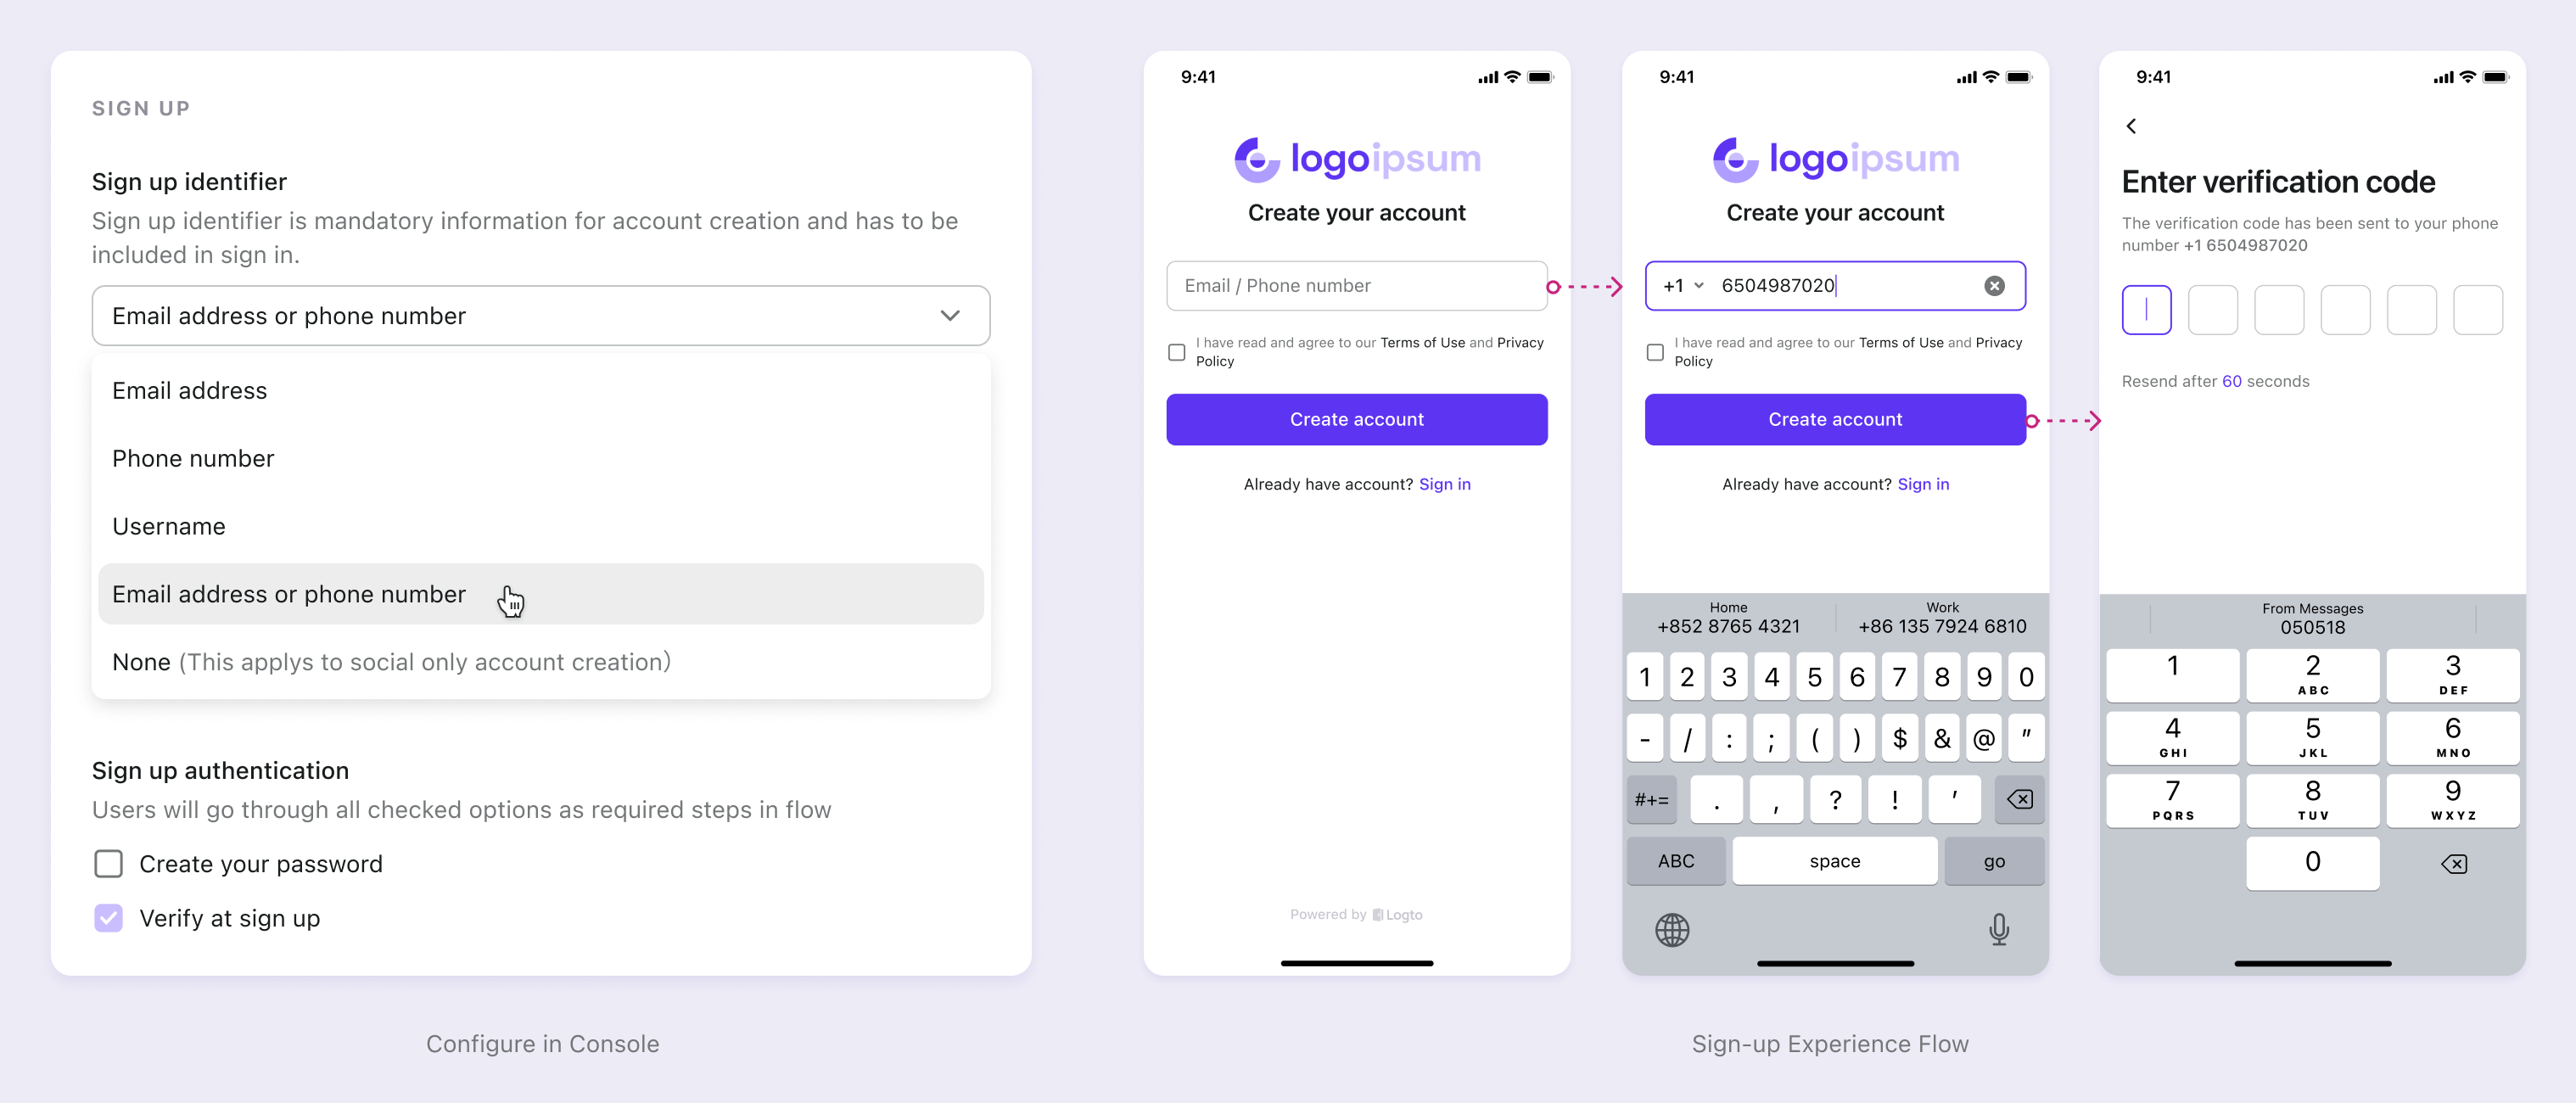 SIGN UP
Sign up identifier
Sign up identifier is mandatory information for account creation and has to be
included in sign in.
Email address or phone number
Email address
Phone number
Username
Email address or phone number
None (This applys to social only account creation)
Sign up authentication
Users will go through all checked options as required steps in flow
Create your password
Verify at sign up
Configure in Console
9:41
logoipsum
Create your account
Email / Phone number
I have read and agree to our Terms of Use and Privacy
Policy
Create account
Already have account? Sign in
Powered by Logto
9:41
logoipsum
Create your account
+1 6504987020
I have read and agree to our Terms of Use and Privacy
Policy
Create account
Already have account? Sign in
Home Work
+852 8765 4321 +86 135 7924 6810
1 2 3 4 5 6 7 8 9 0
- / : ; ( ) $ & @ "
#+= . , ? ! '
ABC space go
9:41
Enter verification code
The verification code has been sent to your phone
number +1 6504987020
Resend after 60 seconds
From Messages
050518
1 2 3
ABC DEF
4 5 6
GHI JKL MNO
7 8 9
PQRS TUV WXYZ
0
Sign-up Experience Flow